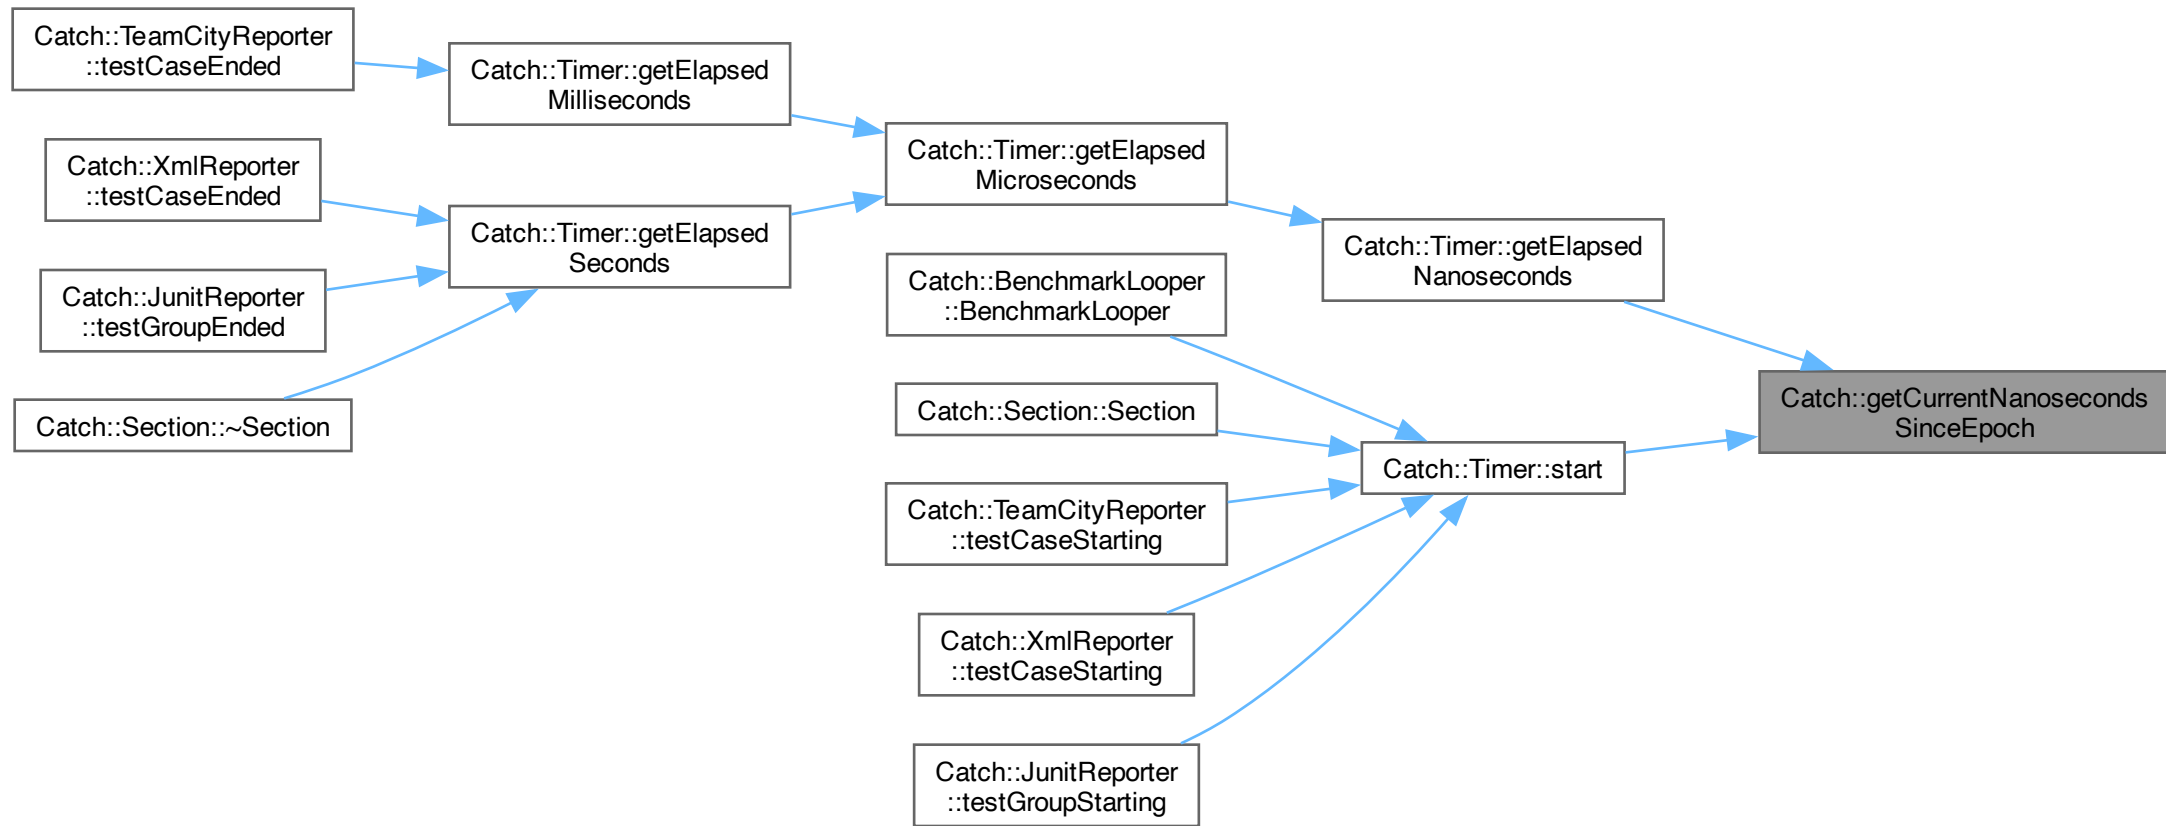 Catch::TeamCityReporter
::testCaseEnded
Catch::XmlReporter
::testCaseEnded
Catch::JunitReporter
::testGroupEnded
Catch::Section::~Section
Catch::Timer::getElapsed
Milliseconds
Catch::Timer::getElapsed
Seconds
Catch::Timer::getElapsed
Microseconds
Catch::BenchmarkLooper
::BenchmarkLooper
Catch::Section::Section
Catch::TeamCityReporter
::testCaseStarting
Catch::XmlReporter
::testCaseStarting
Catch::JunitReporter
::testGroupStarting
Catch::Timer::getElapsed
Nanoseconds
Catch::Timer::start
Catch::getCurrentNanoseconds
SinceEpoch